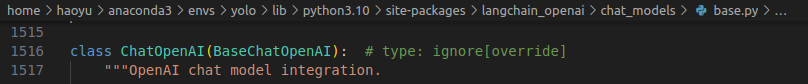 home > haoyu > anaconda3 > envs > yolo > lib > python3.10 > site-packages > langchain_openai > chat_models > base.py > ...
1515
1516 class ChatOpenAI(BaseChatOpenAI):  # type: ignore[override]
1517     """OpenAI chat model integration.